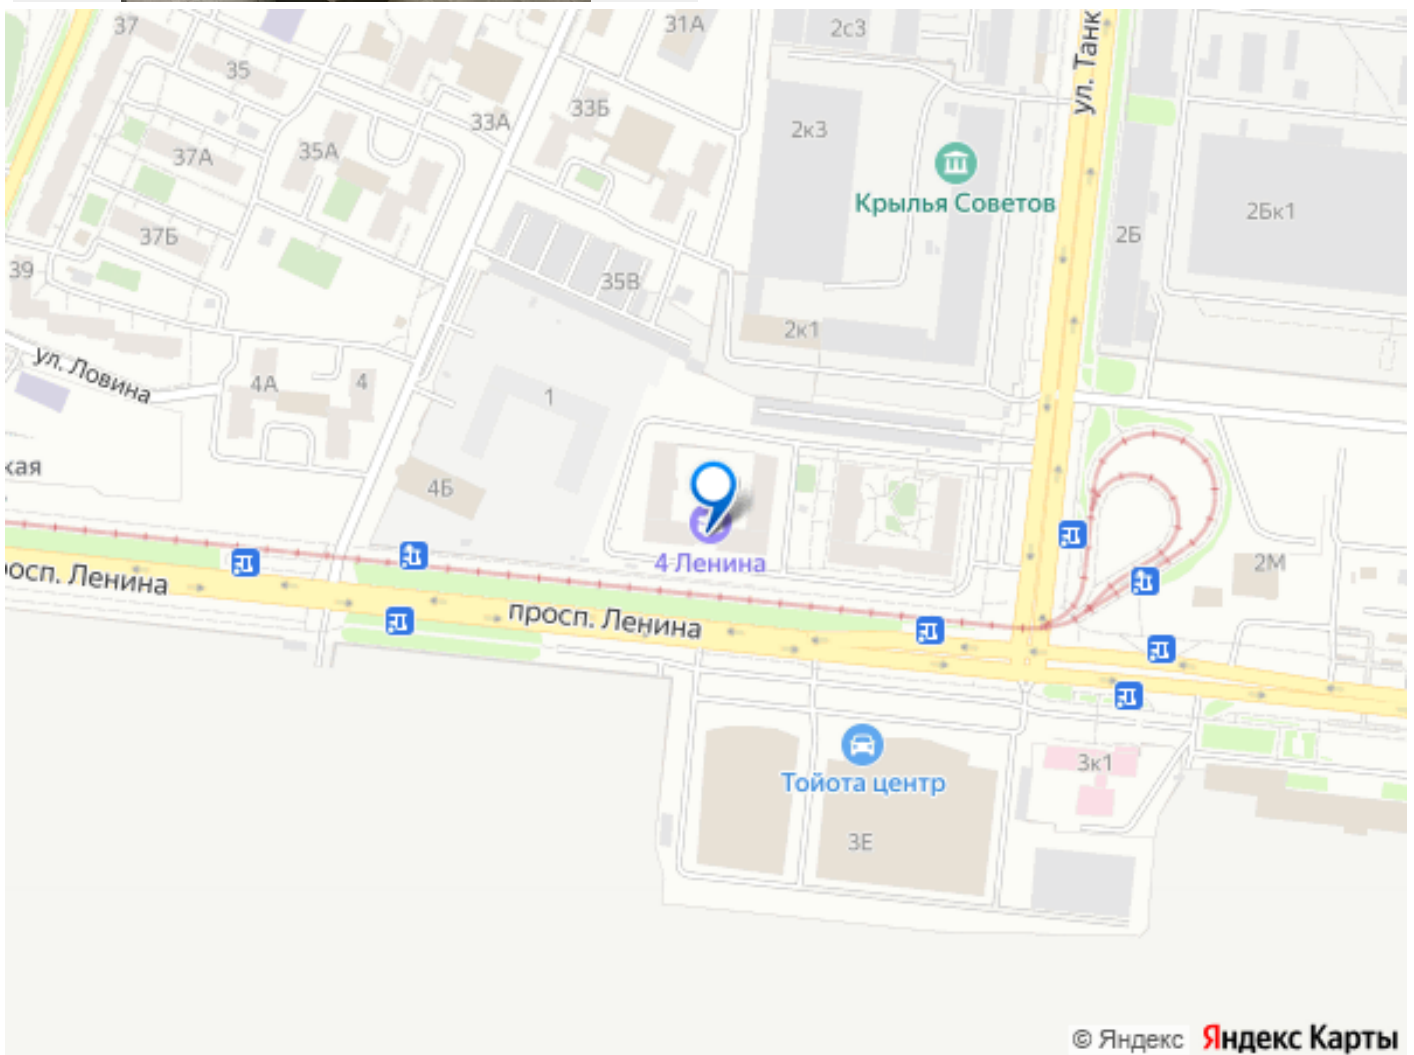 37
31А
2с3
ул. Танк
35
33Б
33А
2к3
37А
35А
Крылья Советов
2Бк1
37Б
2Б
39
35В
2к1
ул. Ловина
4А
4
1
кая
4Б
4 Ленина
2М
росп. Ленина
просп. Ленина
3к1
Тойота центр
3Е
© Яндекс Яндекс Карты